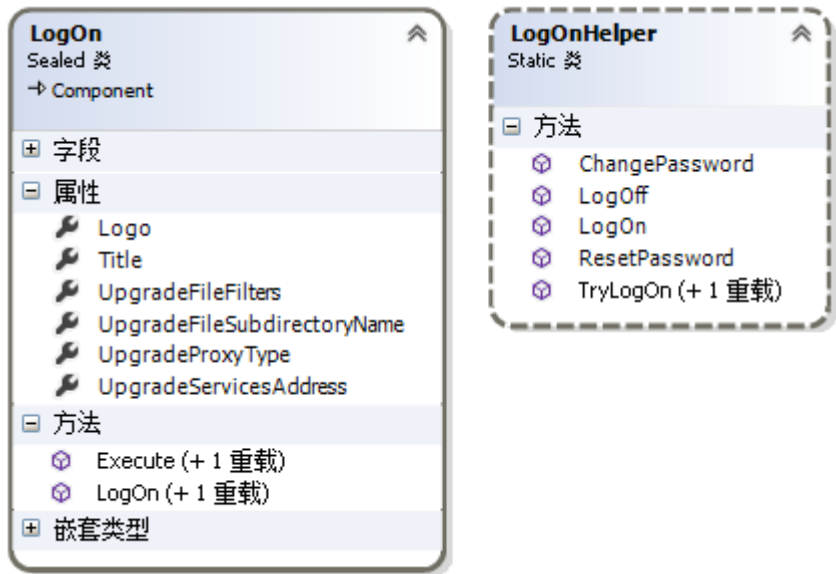 LogOn
Sealed 类
Component
字段
属性
Logo
Title
UpgradeFileFilters
UpgradeFileSubdirectoryName
UpgradeProxyType
UpgradeServicesAddress
方法
Execute (+ 1 重载)
LogOn (+ 1 重载)
嵌套类型
LogOnHelper
Static 类
方法
ChangePassword
LogOff
LogOn
ResetPassword
TryLogOn (+ 1 重载)